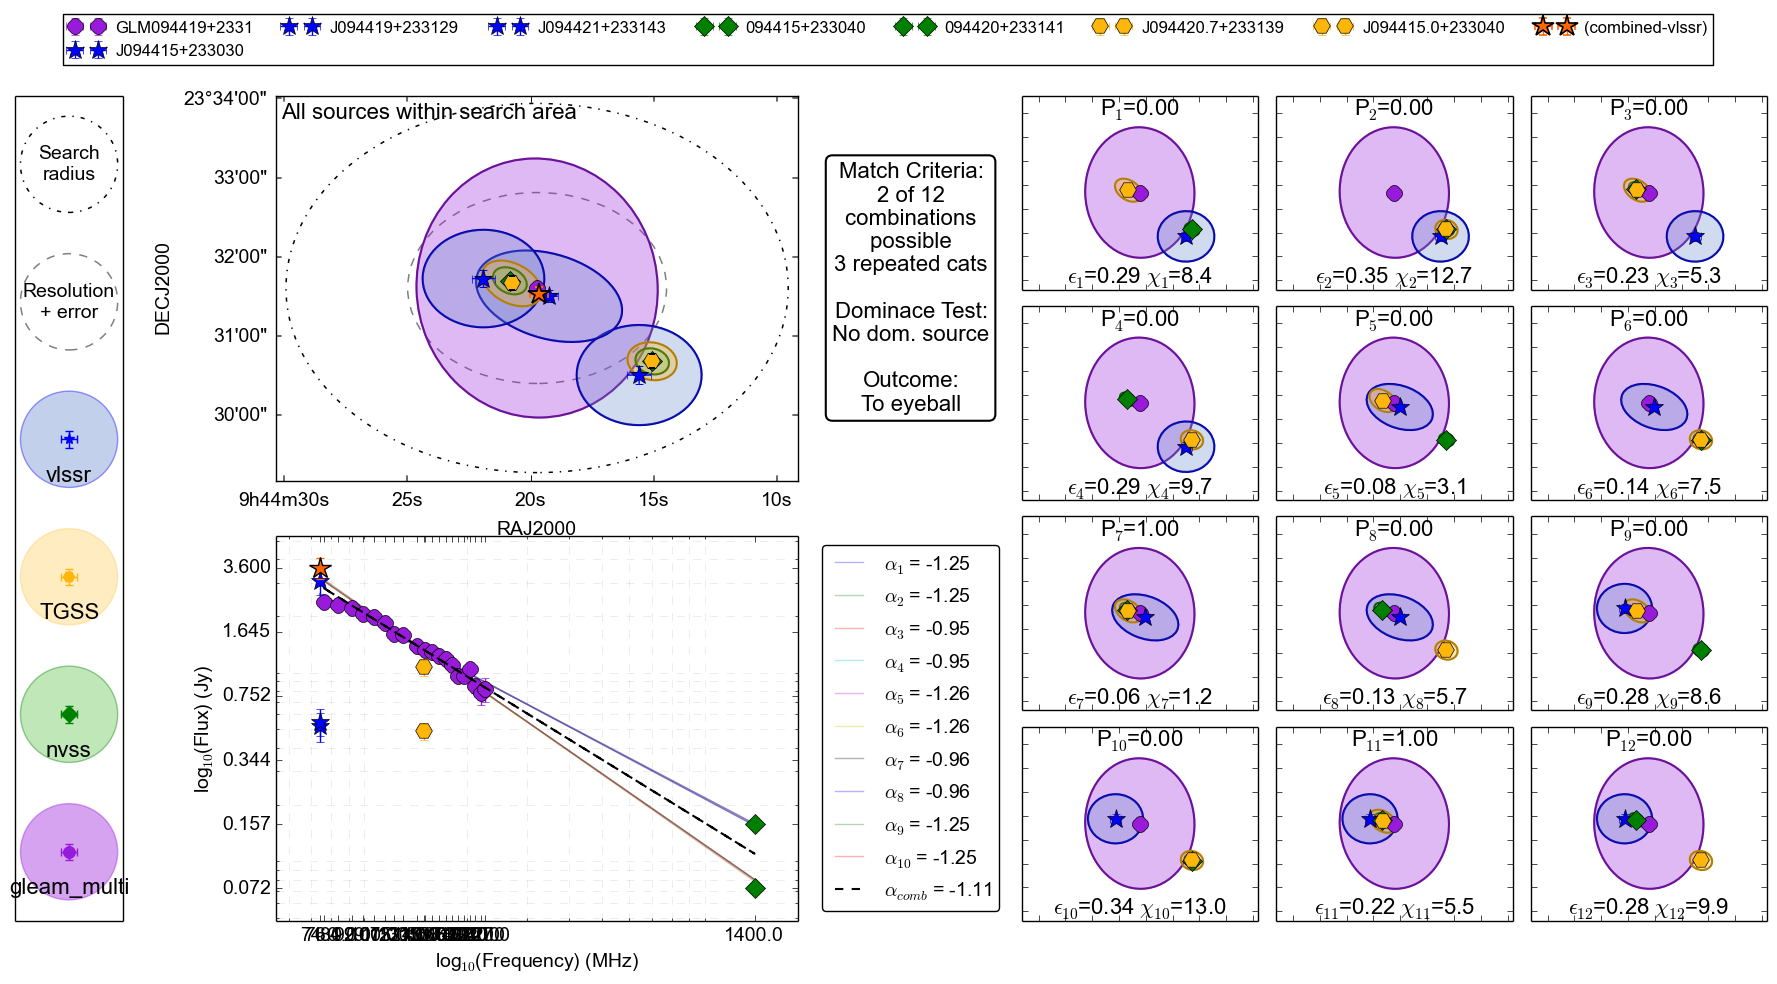 GLM094419+2331 J094419+233129 J094421+233143 094415+233040 094420+233141 J094420.7+233139 J094415.0+233040 (combined-vlssr)
J094415+233030
Search
radius
Resolution
+ error
vlssr
TGSS
nvss
gleam_multi
All sources within search area
23°34'00"
33'00"
32'00"
31'00"
30'00"
DECJ2000
9h44m30s 25s 20s 15s 10s
RAJ2000
Match Criteria:
2 of 12
combinations
possible
3 repeated cats
Dominace Test:
No dom. source
Outcome:
To eyeball
3.600
1.645
0.752
0.344
0.157
0.072
log10(Flux) (Jy)
1400.0
log10(Frequency) (MHz)
α1 = -1.25
α2 = -1.25
α3 = -0.95
α4 = -0.95
α5 = -1.26
α6 = -1.26
α7 = -0.96
α8 = -0.96
α9 = -1.25
α10 = -1.25
αcomb = -1.11
P1=0.00
ϵ1=0.29 χ1=8.4
P2=0.00
ϵ2=0.35 χ2=12.7
P3=0.00
ϵ3=0.23 χ3=5.3
P4=0.00
ϵ4=0.29 χ4=9.7
P5=0.00
ϵ5=0.08 χ5=3.1
P6=0.00
ϵ6=0.14 χ6=7.5
P7=1.00
ϵ7=0.06 χ7=1.2
P8=0.00
ϵ8=0.13 χ8=5.7
P9=0.00
ϵ9=0.28 χ9=8.6
P10=0.00
ϵ10=0.34 χ10=13.0
P11=1.00
ϵ11=0.22 χ11=5.5
P12=0.00
ϵ12=0.28 χ12=9.9